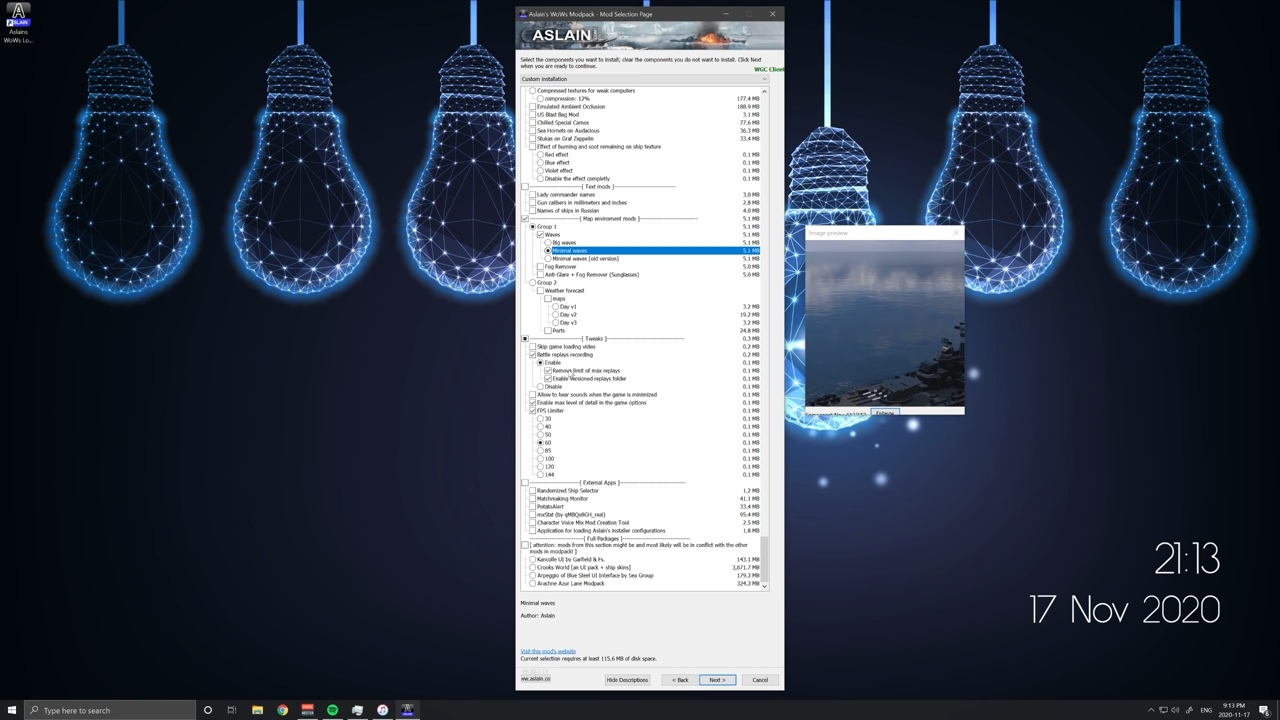 Aslain's WoWs Modpack - Mod Selection Page
ASLAIN
Aslains
WoWs Lo...
Select the components you want to install; clear the components you do not want to install. Click Next
when you are ready to continue.
WGC Client
Custom installation
Compressed textures for weak computers
compression: 12% 177.4 MB
Emulated Ambient Occlusion 188.9 MB
US Blast Bag Mod 3.1 MB
Chilled Special Camos 77.6 MB
Sea Hornets on Audacious 36.3 MB
Stukas on Graf Zeppelin 33.4 MB
Effect of burning and soot remaining on ship texture
Red effect 0.1 MB
Blue effect 0.1 MB
Violet effect 0.1 MB
Disable the effect completly 0.1 MB
{ Text mods }
Lady commander names 3.0 MB
Gun calibers in millimeters and inches 2.8 MB
Names of ships in Russian 4.9 MB
{ Map enviroment mods } 5.1 MB
Group 1 5.1 MB
Waves 5.1 MB
Big waves 5.1 MB
Minimal waves 5.1 MB
Minimal waves [old version] 5.1 MB
Fog Remover 5.0 MB
Anti-Glare + Fog Remover (Sunglasses) 5.0 MB
Group 2
Weather forecast
maps
Day v1 3.2 MB
Day v2 19.2 MB
Day v3 3.2 MB
Ports 24.8 MB
{ Tweaks } 0.3 MB
Skip game loading video 0.2 MB
Battle replays recording 0.2 MB
Enable 0.1 MB
Remove limit of max replays 0.1 MB
Enable versioned replays folder 0.1 MB
Disable 0.1 MB
Allow to hear sounds when the game is minimized 0.1 MB
Enable max level of detail in the game options 0.1 MB
FPS Limiter 0.1 MB
30 0.1 MB
40 0.1 MB
50 0.1 MB
60 0.1 MB
85 0.1 MB
100 0.1 MB
120 0.1 MB
144 0.1 MB
{ External Apps }
Randomized Ship Selector 1.2 MB
Matchmaking Monitor 41.1 MB
PotatoAlert 33.4 MB
mxStat (by qMBQx8GH_real) 95.4 MB
Character Voice Mix Mod Creation Tool 2.5 MB
Application for loading Aslain's installer configurations 1.8 MB
{ Full Packages }
[ attention: mods from this section might be and most likely will be in conflict with the other
mods in modpack! ]
Kancolle UI by Garfield & Fs. 143.1 MB
Crooks World [an UI pack + ship skins] 3,671.7 MB
Arpeggio of Blue Steel UI Interface by Sea Group 179.3 MB
Arachne Azur Lane Modpack 324.3 MB
Minimal waves
Author: Aslain
Visit this mod's website
Current selection requires at least 115.6 MB of disk space.
Hide Descriptions
< Back
Next >
Cancel
Image preview
Enlarge
21:13
17 Nov 2020
Type here to search
9:13 PM
2020-11-17